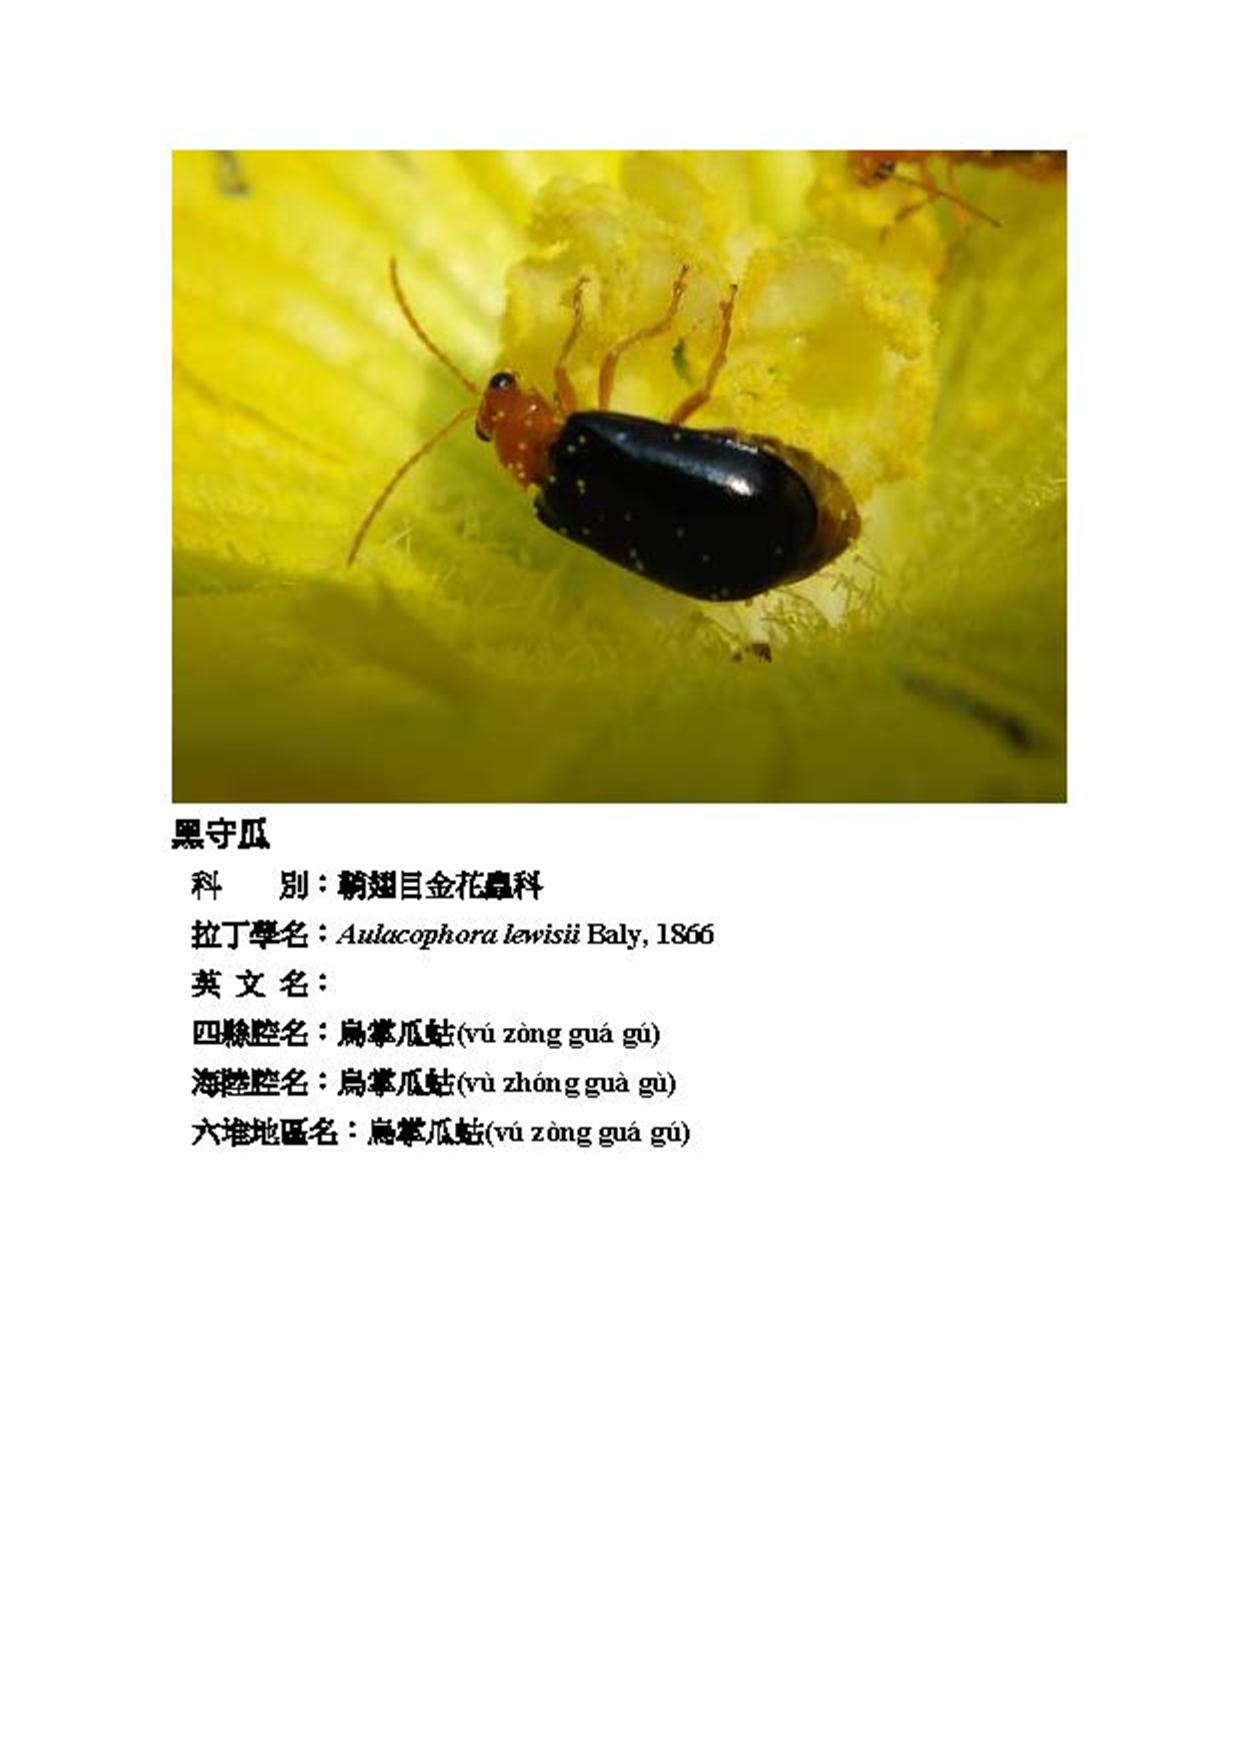 黑守瓜
科　　別：鞘翅目金花蟲科
拉丁學名：Aulacophora lewisii Baly, 1866
英 文 名：
四縣腔名：烏掌瓜蛄(vú zòng guá gú)
海陸腔名：烏掌瓜蛄(vù zhóng guà gù)
六堆地區名：烏掌瓜蛄(vú zòng guá gú)